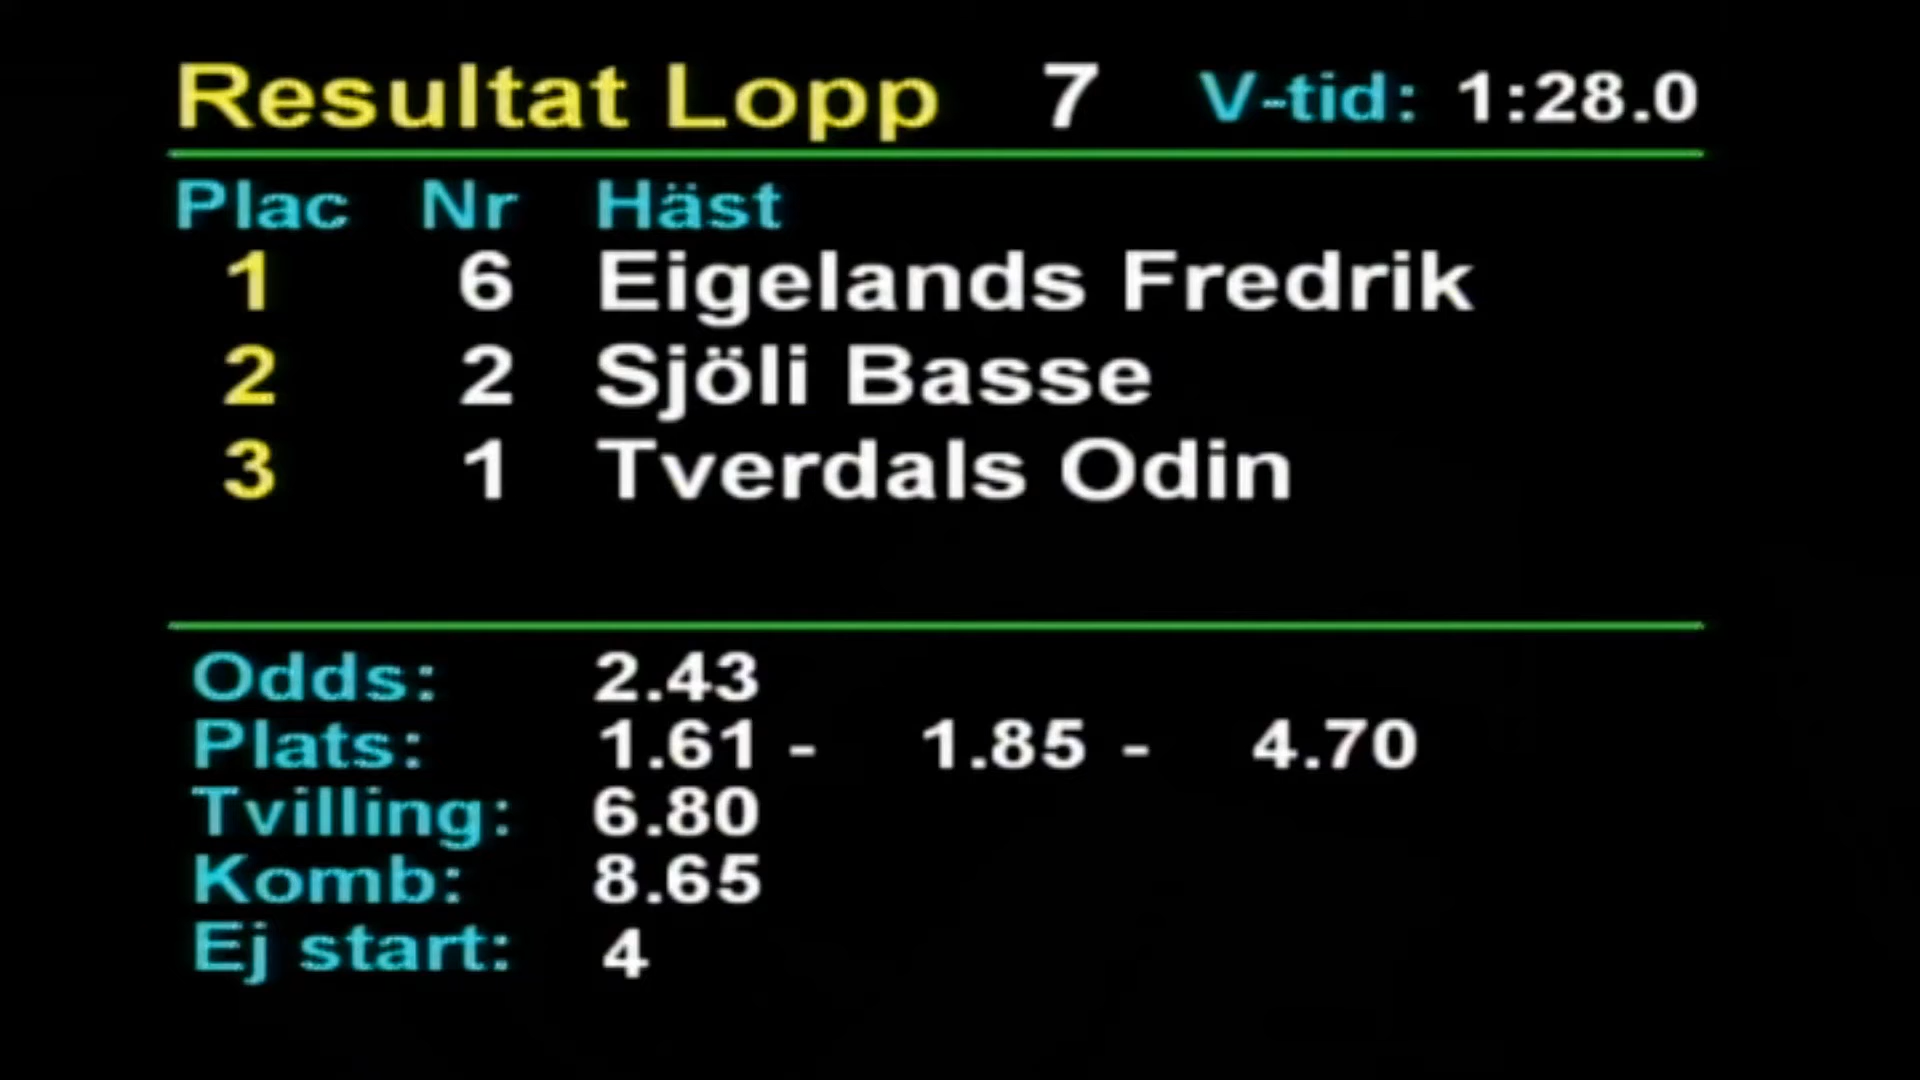 Resultat Lopp 7 V-tid: 1:28.0
Plac Nr Häst
1 6 Eigelands Fredrik
2 2 Sjöli Basse
3 1 Tverdals Odin
Odds: 2.43
Plats: 1.61 - 1.85 - 4.70
Tvilling: 6.80
Komb: 8.65
Ej start: 4